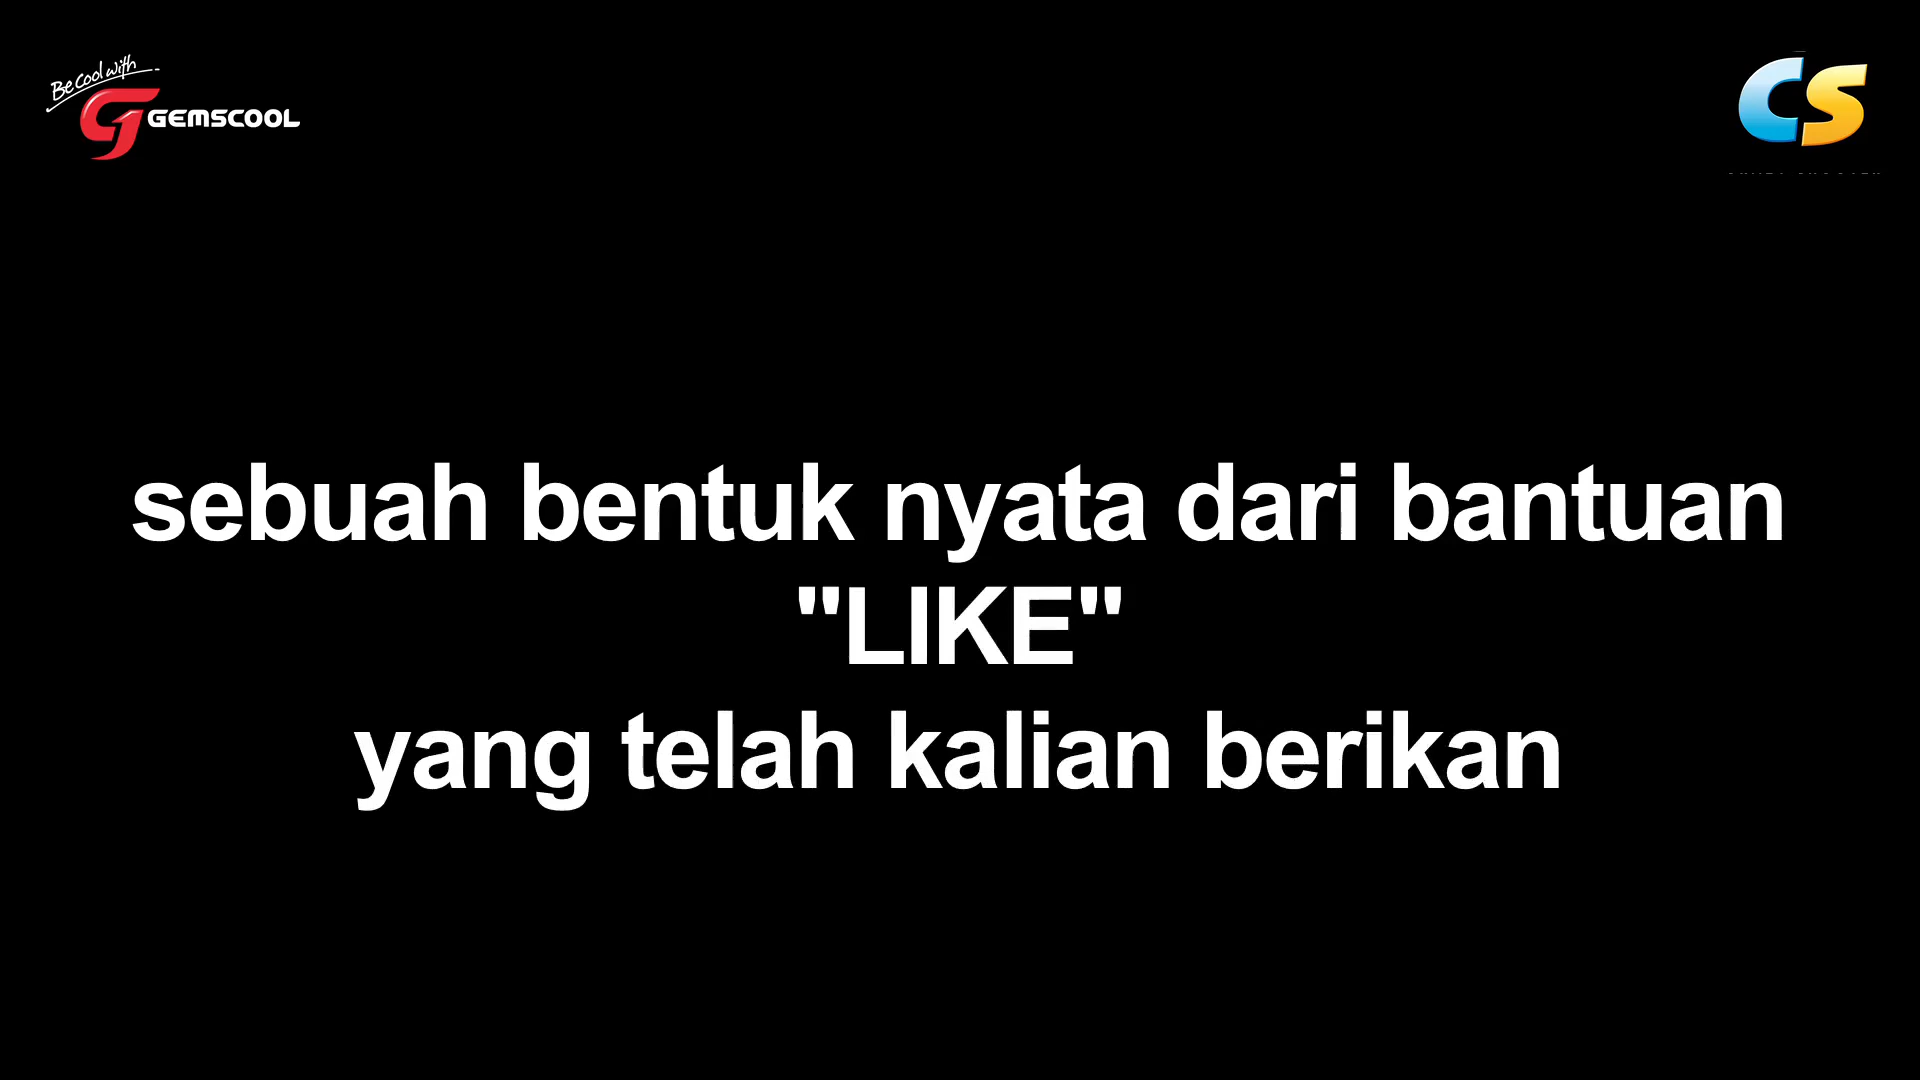 Be cool with...
GEMSCOOL
CS
sebuah bentuk nyata dari bantuan
"LIKE"
yang telah kalian berikan